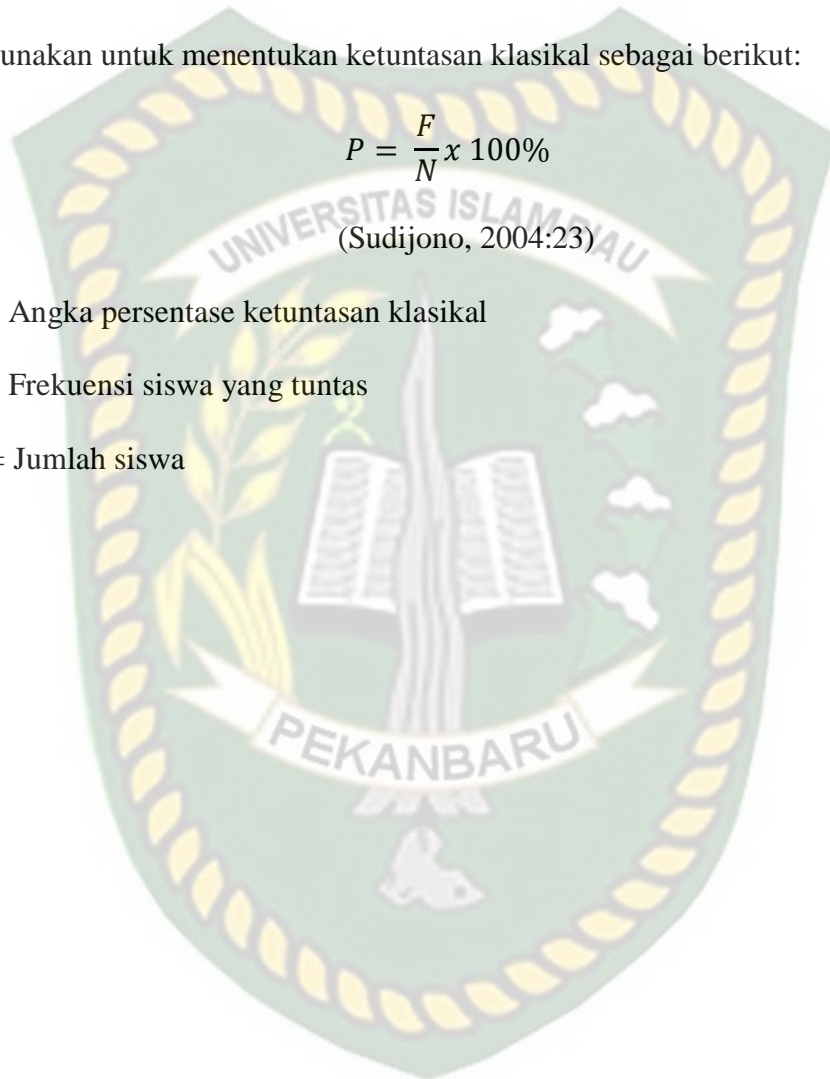 unakan untuk menentukan ketuntasan klasikal sebagai berikut:
P = F/N x 100%
UNIVERSITAS ISLAM RIAU
(Sudijono, 2004:23)
Angka persentase ketuntasan klasikal
Frekuensi siswa yang tuntas
= Jumlah siswa
PEKANBARU